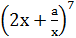 (2x + a/x)⁷